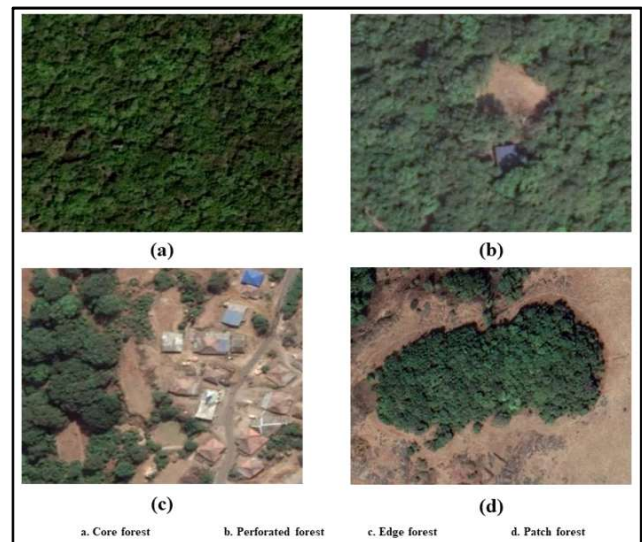 (a)
(b)
(c)
(d)
a. Core forest b. Perforated forest c. Edge forest d. Patch forest